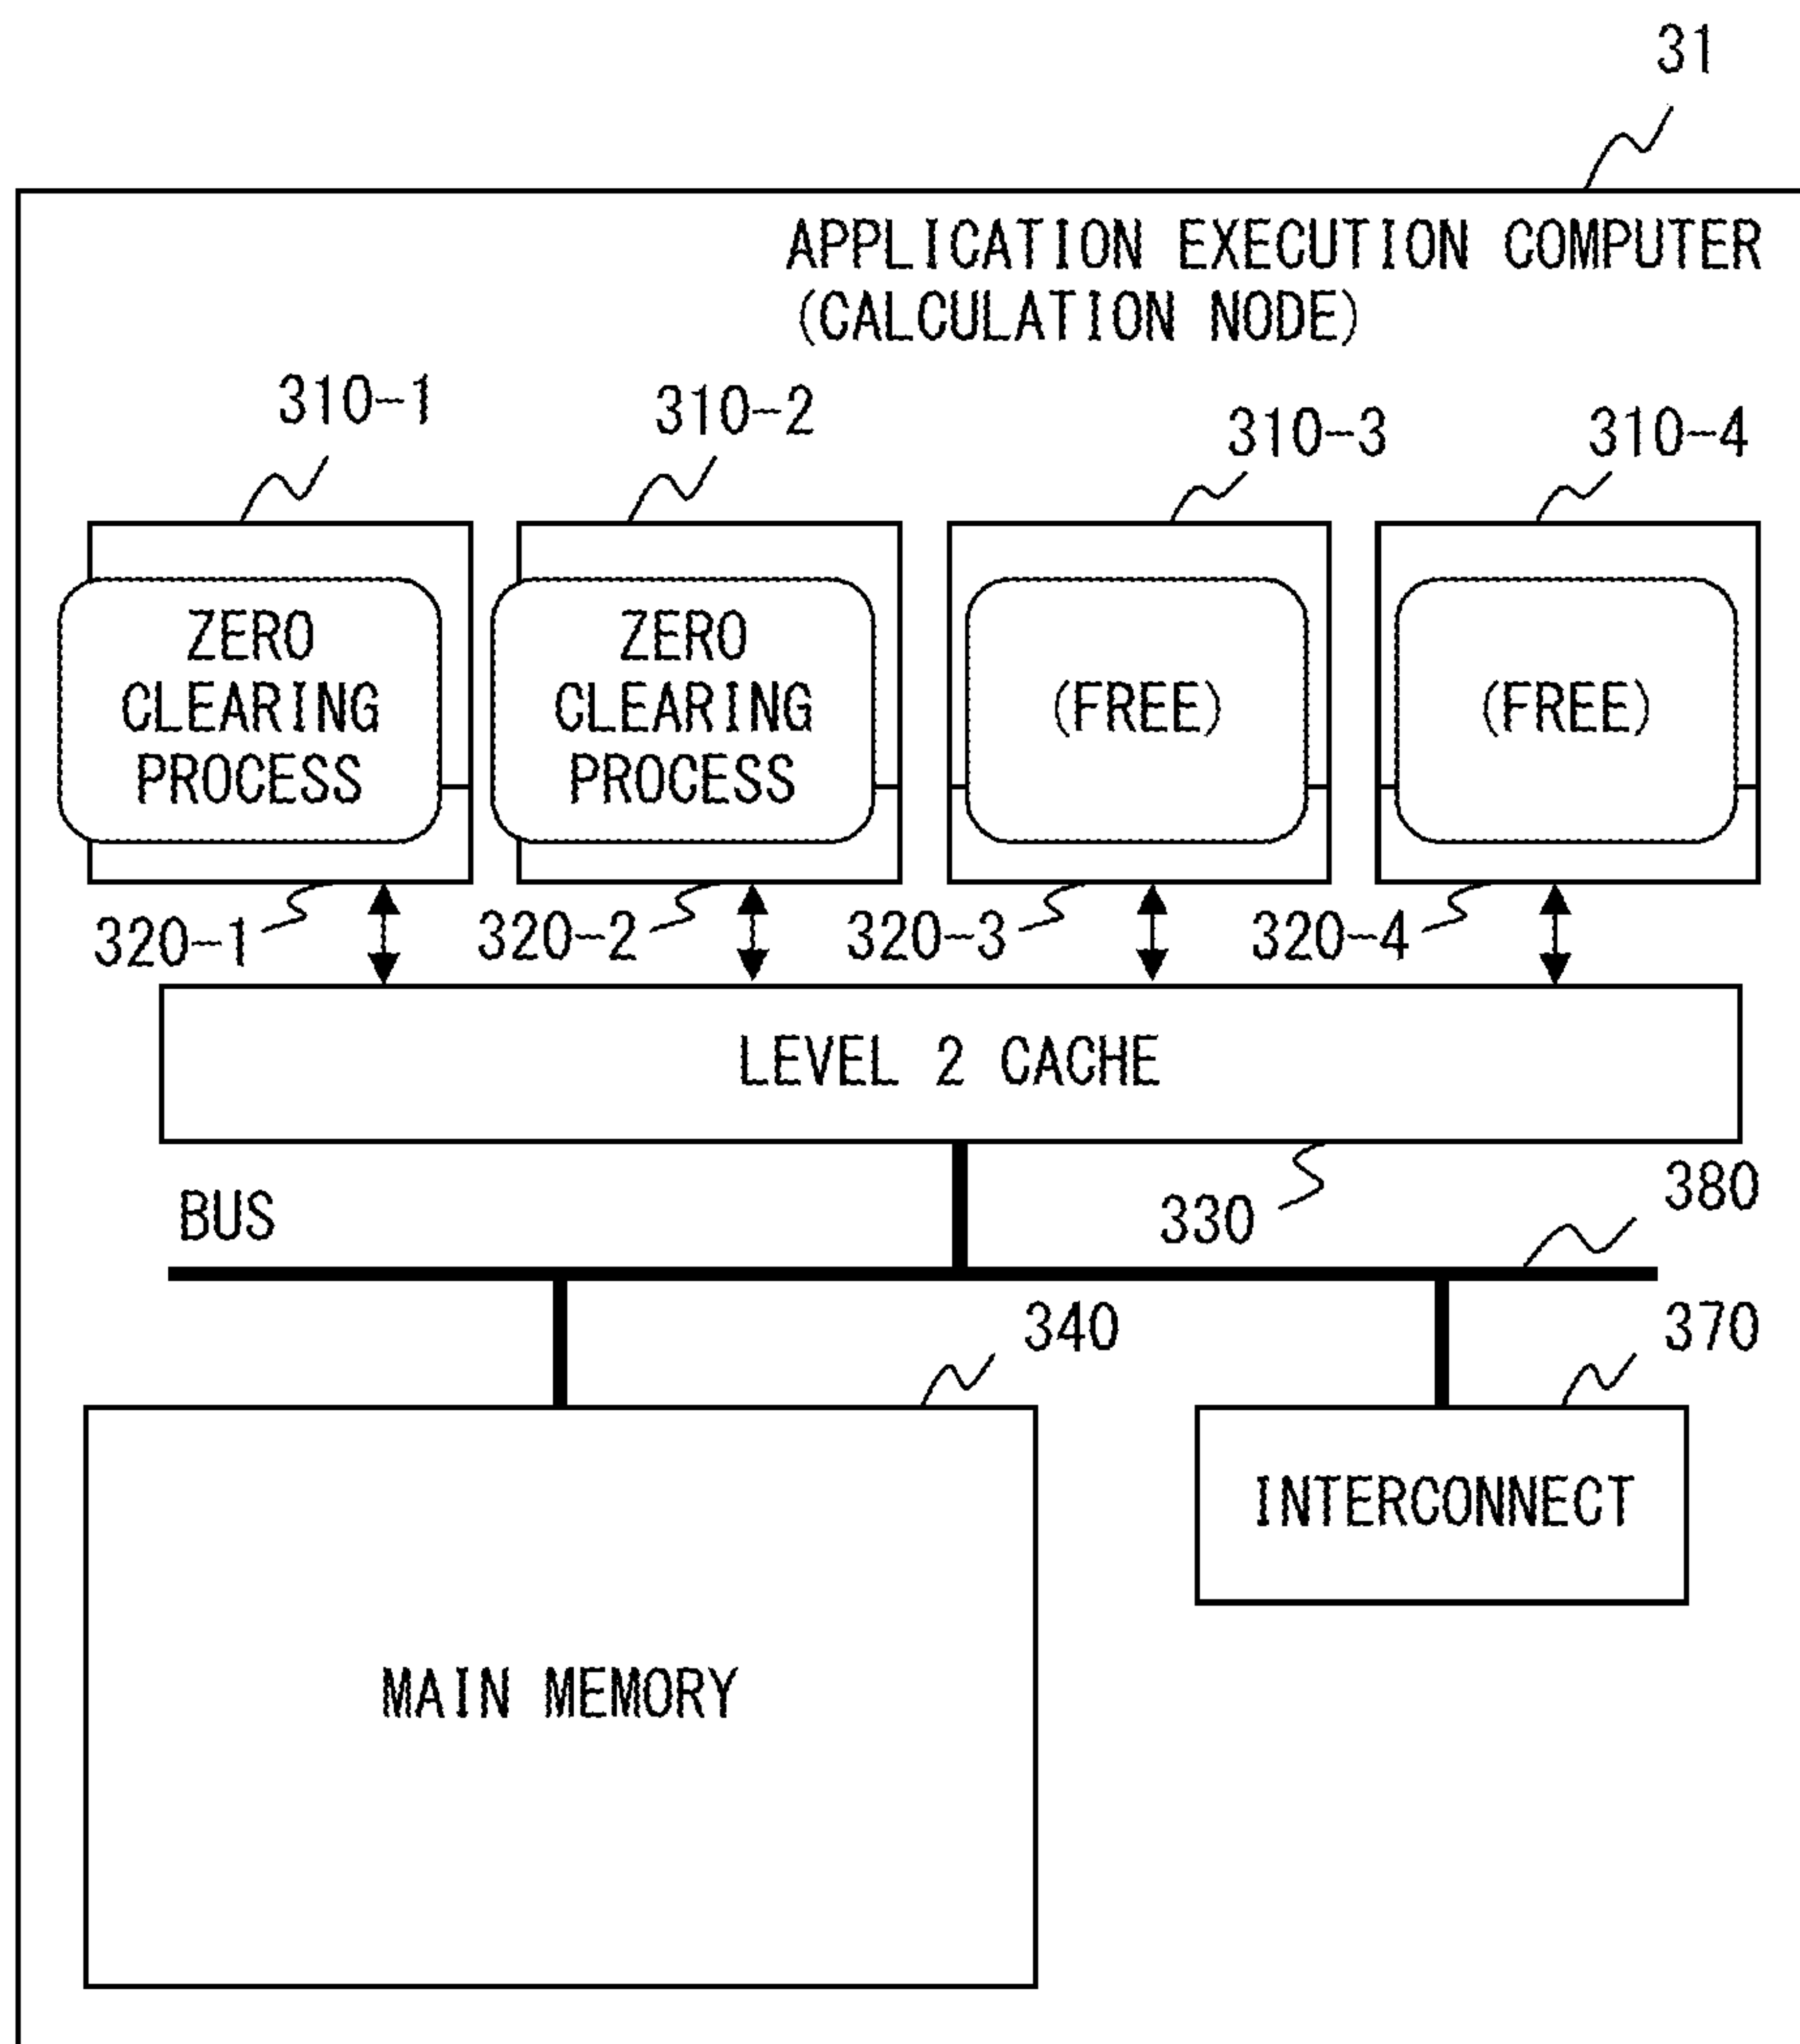 31
APPLICATION EXECUTION COMPUTER
(CALCULATION NODE)
310-1
310-2
310-3
310-4
ZERO
CLEARING
PROCESS
ZERO
CLEARING
PROCESS
(FREE)
(FREE)
320-1
320-2
320-3
320-4
LEVEL 2 CACHE
BUS
330
380
340
370
INTERCONNECT
MAIN MEMORY